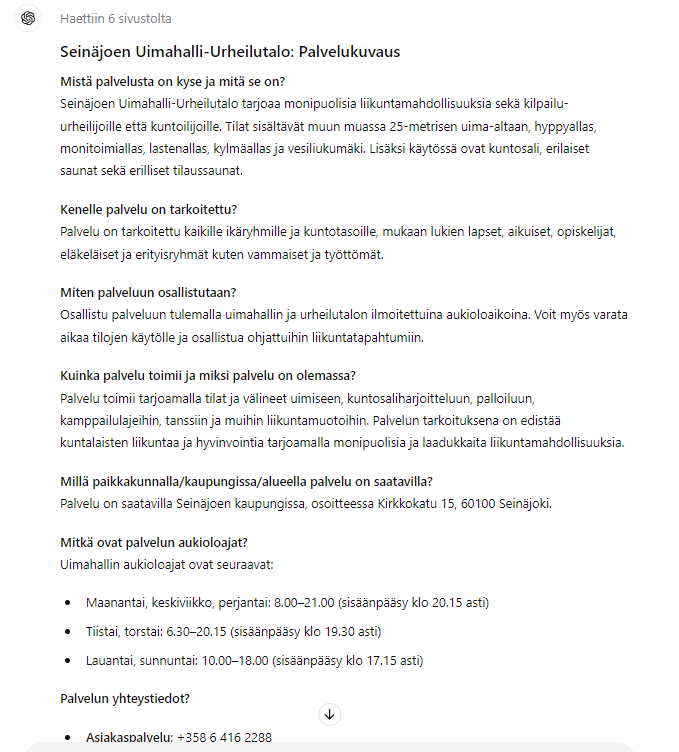 Haettiin 6 sivustolta
Seinäjoen Uimahalli-Urheilutalo: Palvelukuvaus
Mistä palvelusta on kyse ja mitä se on?
Seinäjoen Uimahalli-Urheilutalo tarjoaa monipuolisia liikuntamahdollisuuksia sekä kilpailu-
urheilijoille että kuntoilijoille. Tilat sisältävät muun muassa 25-metrisen uima-altaan, hyppyallas,
monitoimiallas, lastenallas, kylmäallas ja vesiliukumäki. Lisäksi käytössä ovat kuntosali, erilaiset
saunat sekä erilliset tilaussaunat.
Kenelle palvelu on tarkoitettu?
Palvelu on tarkoitettu kaikille ikäryhmille ja kuntotasoille, mukaan lukien lapset, aikuiset, opiskelijat,
eläkeläiset ja erityisryhmät kuten vammaiset ja työttömät.
Miten palveluun osallistutaan?
Osallistu palveluun tulemalla uimahallin ja urheilutalon ilmoitettuina aukioloaikoina. Voit myös varata
aikaa tilojen käytölle ja osallistua ohjattuihin liikuntatapahtumiin.
Kuinka palvelu toimii ja miksi palvelu on olemassa?
Palvelu toimii tarjoamalla tilat ja välineet uimiseen, kuntosaliharjoitteluun, palloiluun,
kamppailulajeihin, tanssiin ja muihin liikuntamuotoihin. Palvelun tarkoituksena on edistää
kuntalaisten liikuntaa ja hyvinvointia tarjoamalla monipuolisia ja laadukkaita liikuntamahdollisuuksia.
Millä paikkakunnalla/kaupungissa/alueella palvelu on saatavilla?
Palvelu on saatavilla Seinäjoen kaupungissa, osoitteessa Kirkkokatu 15, 60100 Seinäjoki.
Mitkä ovat palvelun aukioloajat?
Uimahallin aukioloajat ovat seuraavat:
• Maanantai, keskiviikko, perjantai: 8.00–21.00 (sisäänpääsy klo 20.15 asti)
• Tiistai, torstai: 6.30–20.15 (sisäänpääsy klo 19.30 asti)
• Lauantai, sunnuntai: 10.00–18.00 (sisäänpääsy klo 17.15 asti)
Palvelun yhteystiedot?
• Asiakaspalvelu: +358 6 416 2288